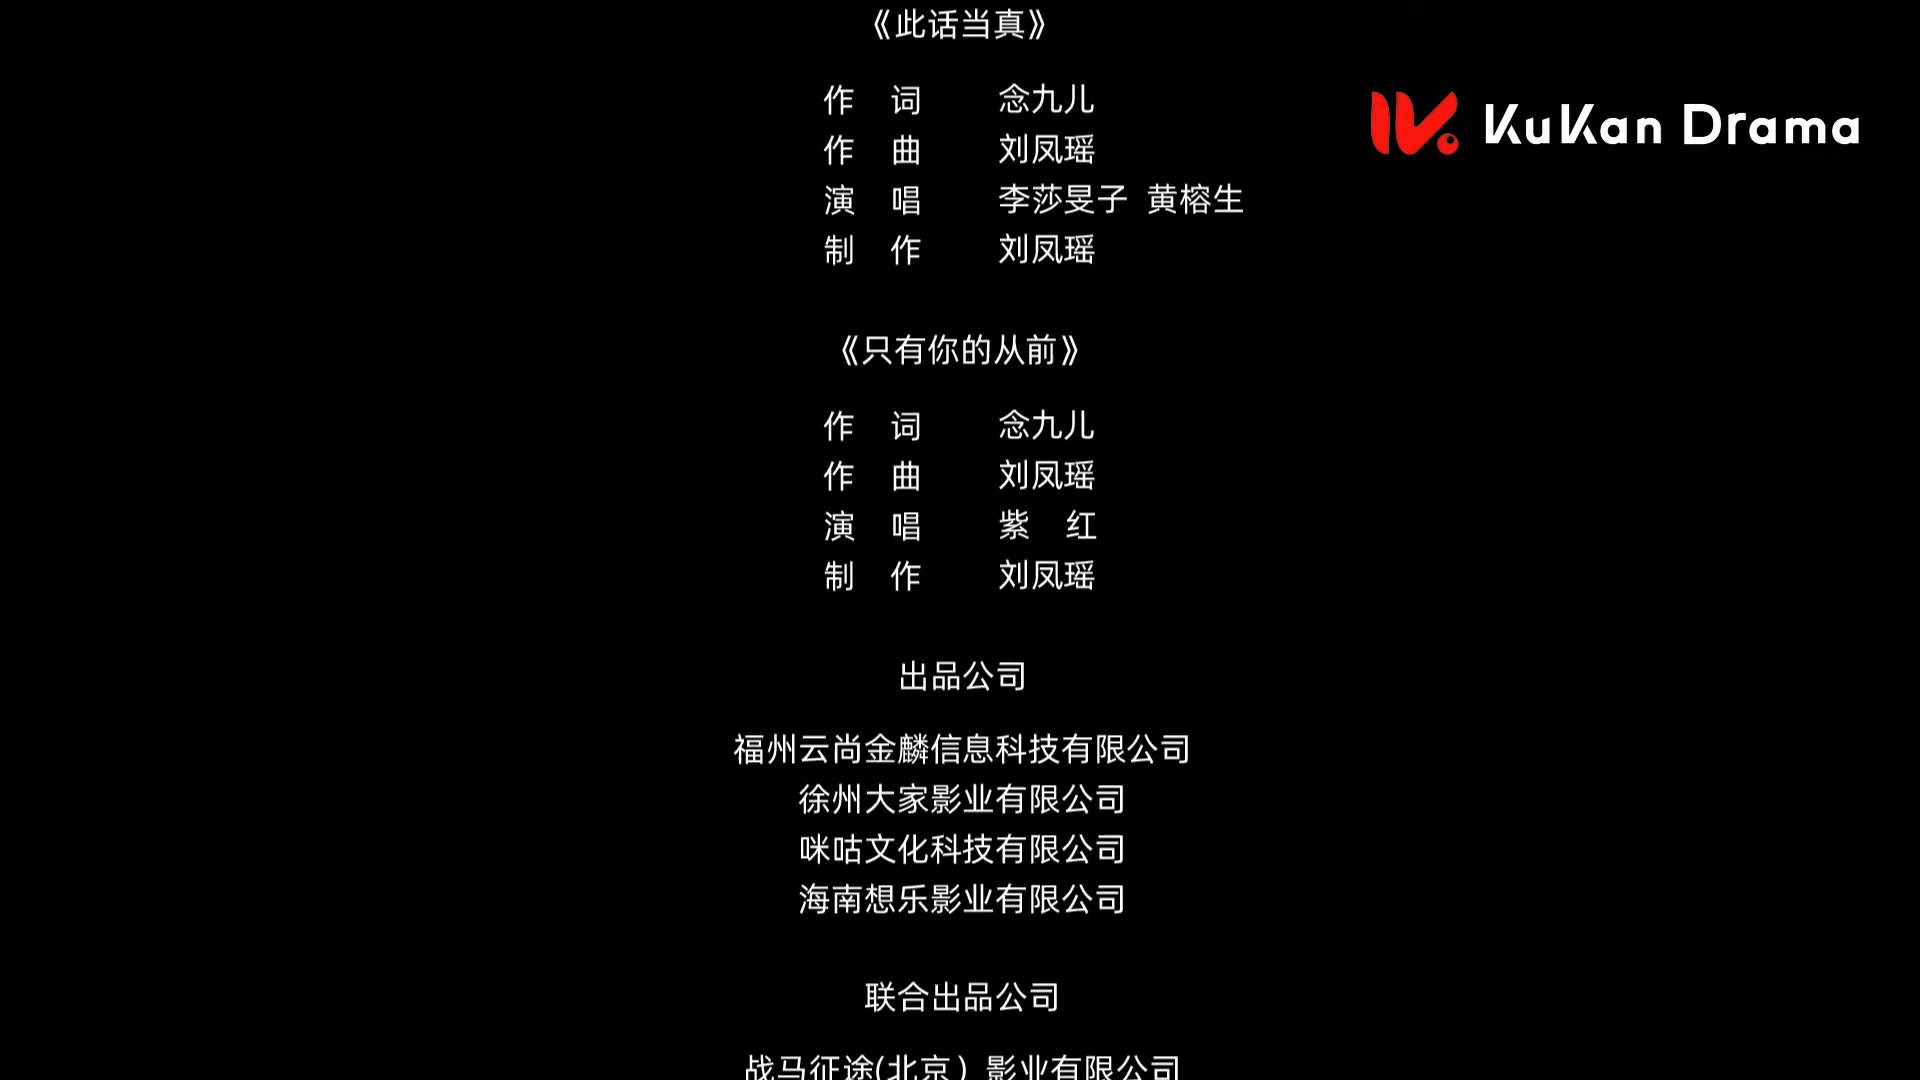 《此话当真》
KuKan Drama
作 词 念九儿
作 曲 刘凤瑶
演 唱 李莎旻子 黄榕生
制 作 刘凤瑶
《只有你的从前》
作 词 念九儿
作 曲 刘凤瑶
演 唱 紫 红
制 作 刘凤瑶
出品公司
福州云尚金麟信息科技有限公司
徐州大家影业有限公司
咪咕文化科技有限公司
海南想乐影业有限公司
联合出品公司
战马征途(北京）影业有限公司